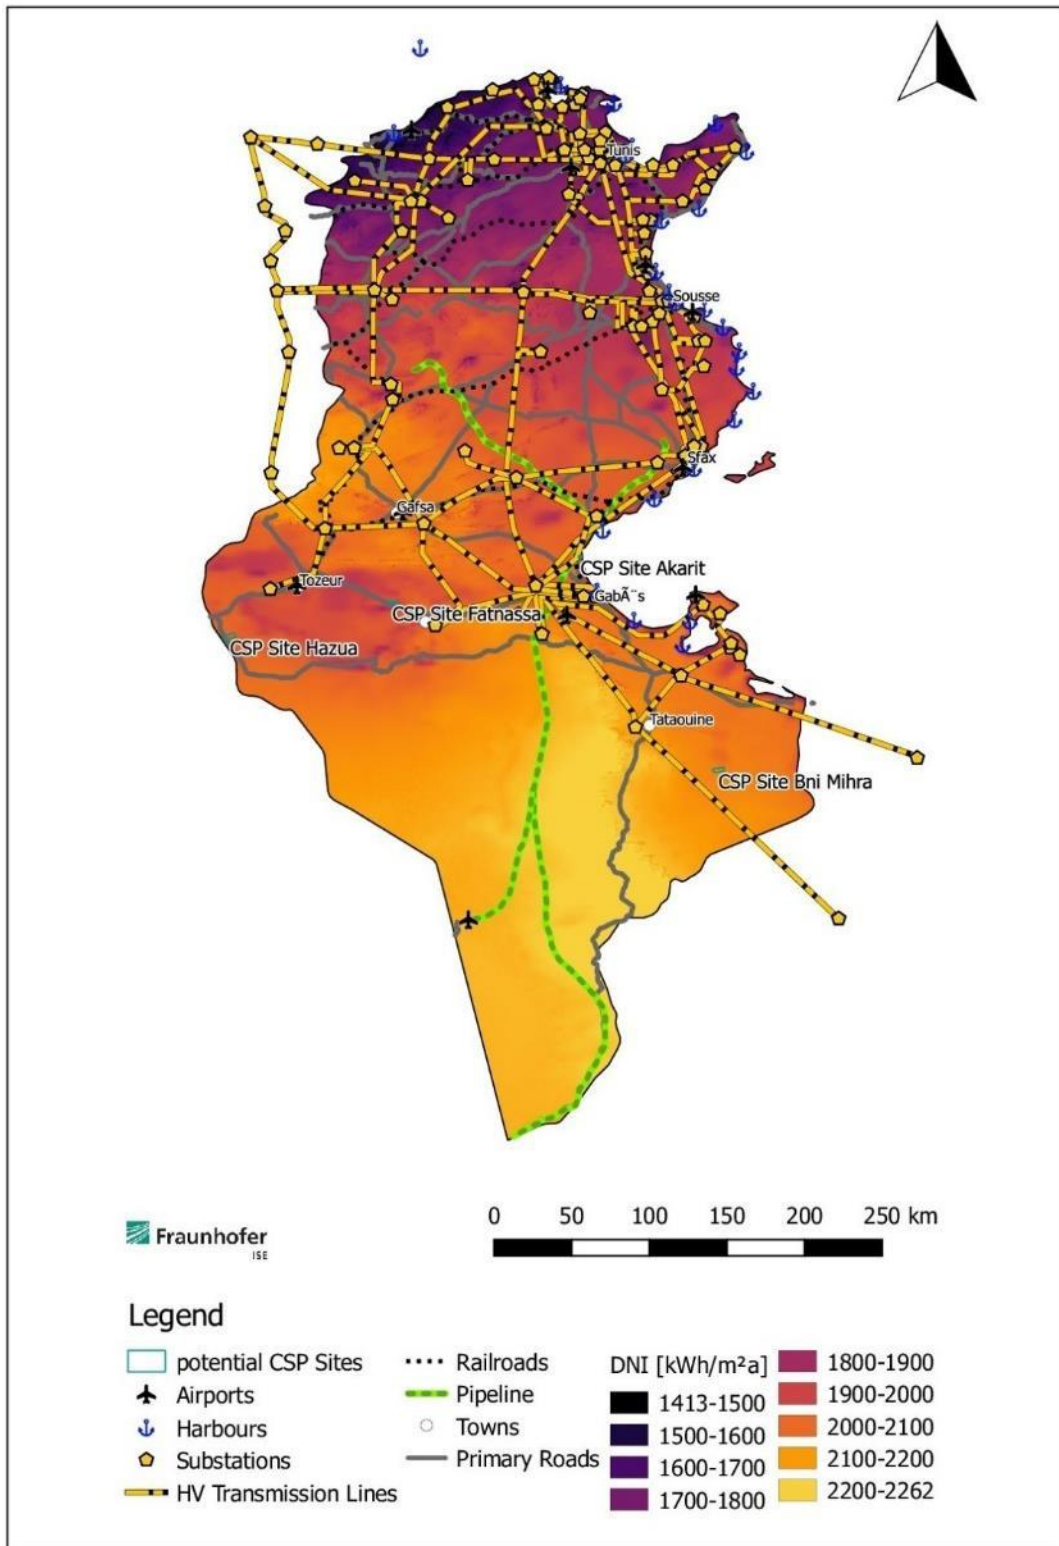 Tunis
Sousse
Sfax
Gafsa
CSP Site Akarit
Tozeur
GabÃ¨s
CSP Site Fatnassa
CSP Site Hazua
Tataouine
CSP Site Bni Mihra
0 50 100 150 200 250 km
Fraunhofer
ISE
Legend
potential CSP Sites
Airports
Harbours
Substations
HV Transmission Lines
Railroads
Pipeline
Towns
Primary Roads
DNI [kWh/m²a]
1413-1500
1500-1600
1600-1700
1700-1800
1800-1900
1900-2000
2000-2100
2100-2200
2200-2262